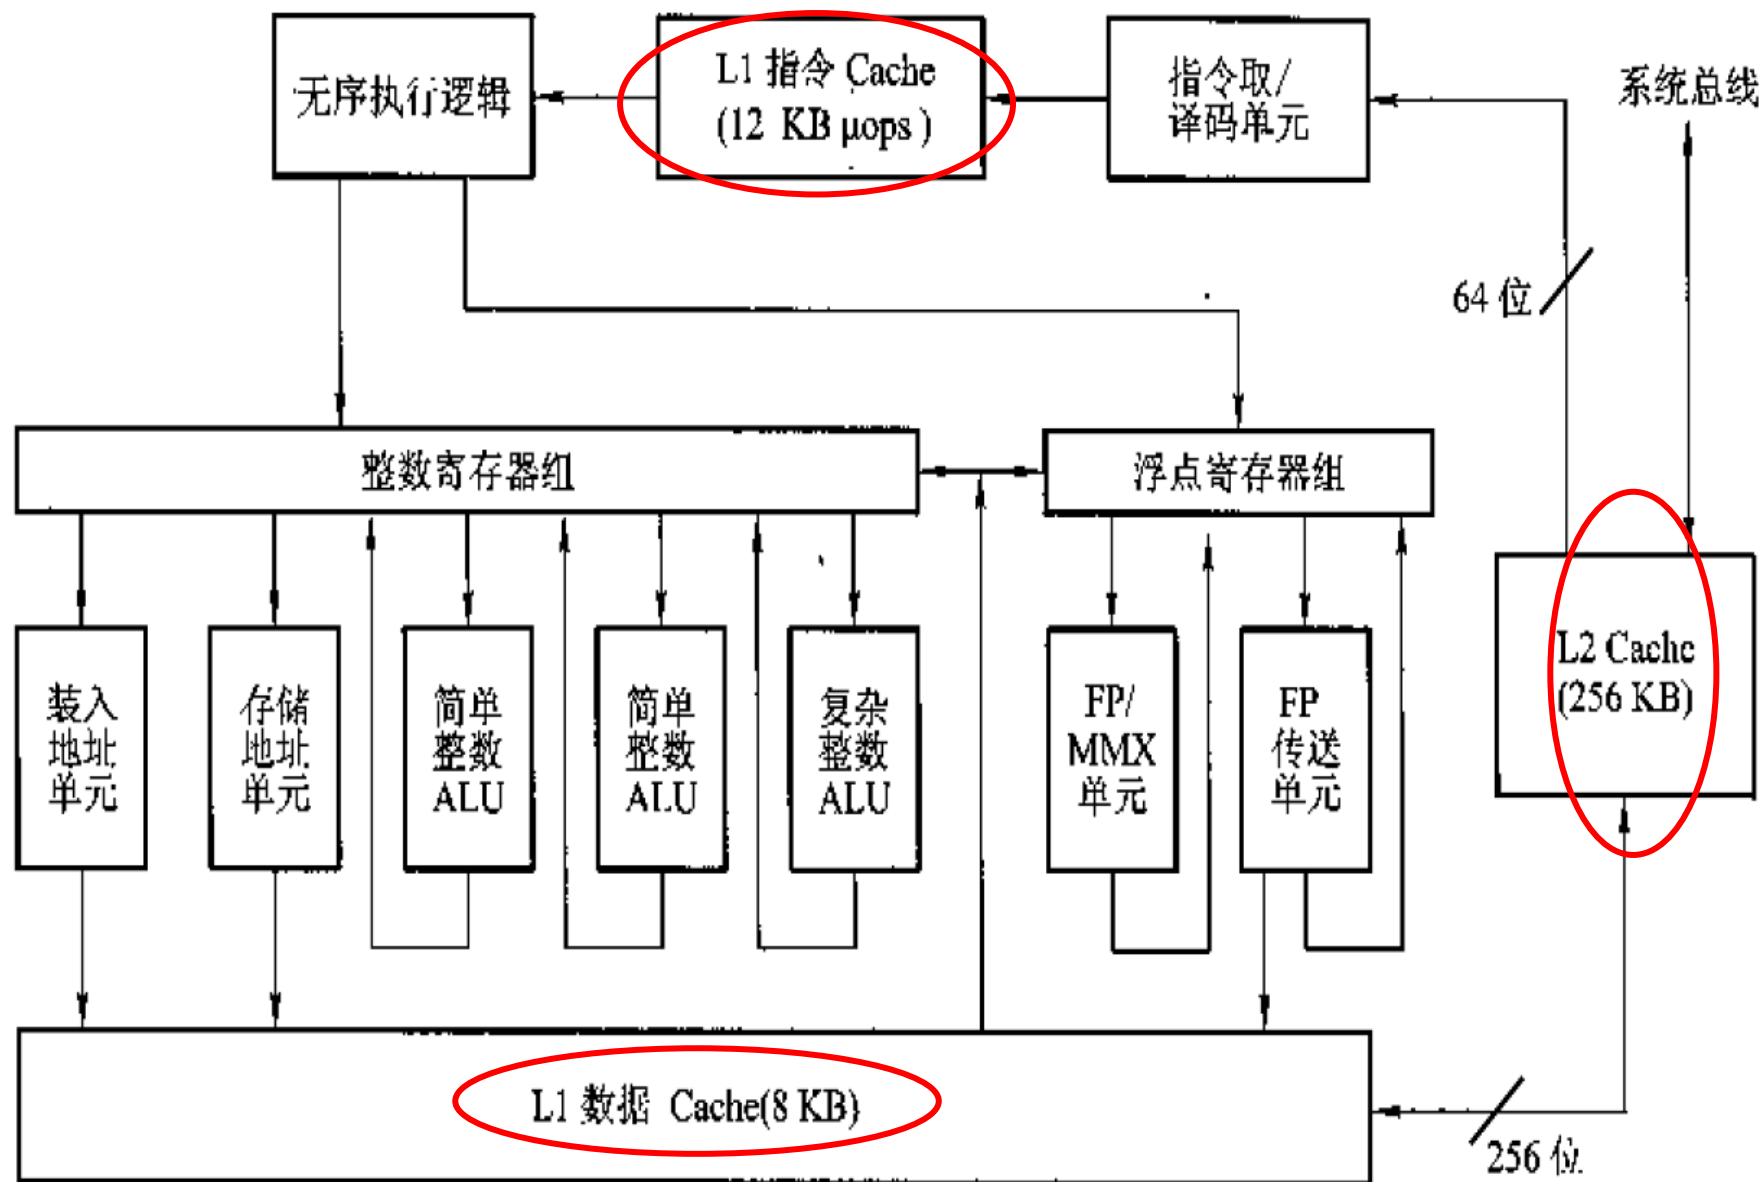 无序执行逻辑
L1 指令 Cache
(12 KB μops)
指令取/
译码单元
系统总线
64 位
整数寄存器组
浮点寄存器组
装入
地址
单元
存储
地址
单元
简单
整数
ALU
简单
整数
ALU
复杂
整数
ALU
FP/
MMX
单元
FP
传送
单元
L2 Cache
(256 KB)
L1 数据 Cache(8 KB)
256 位